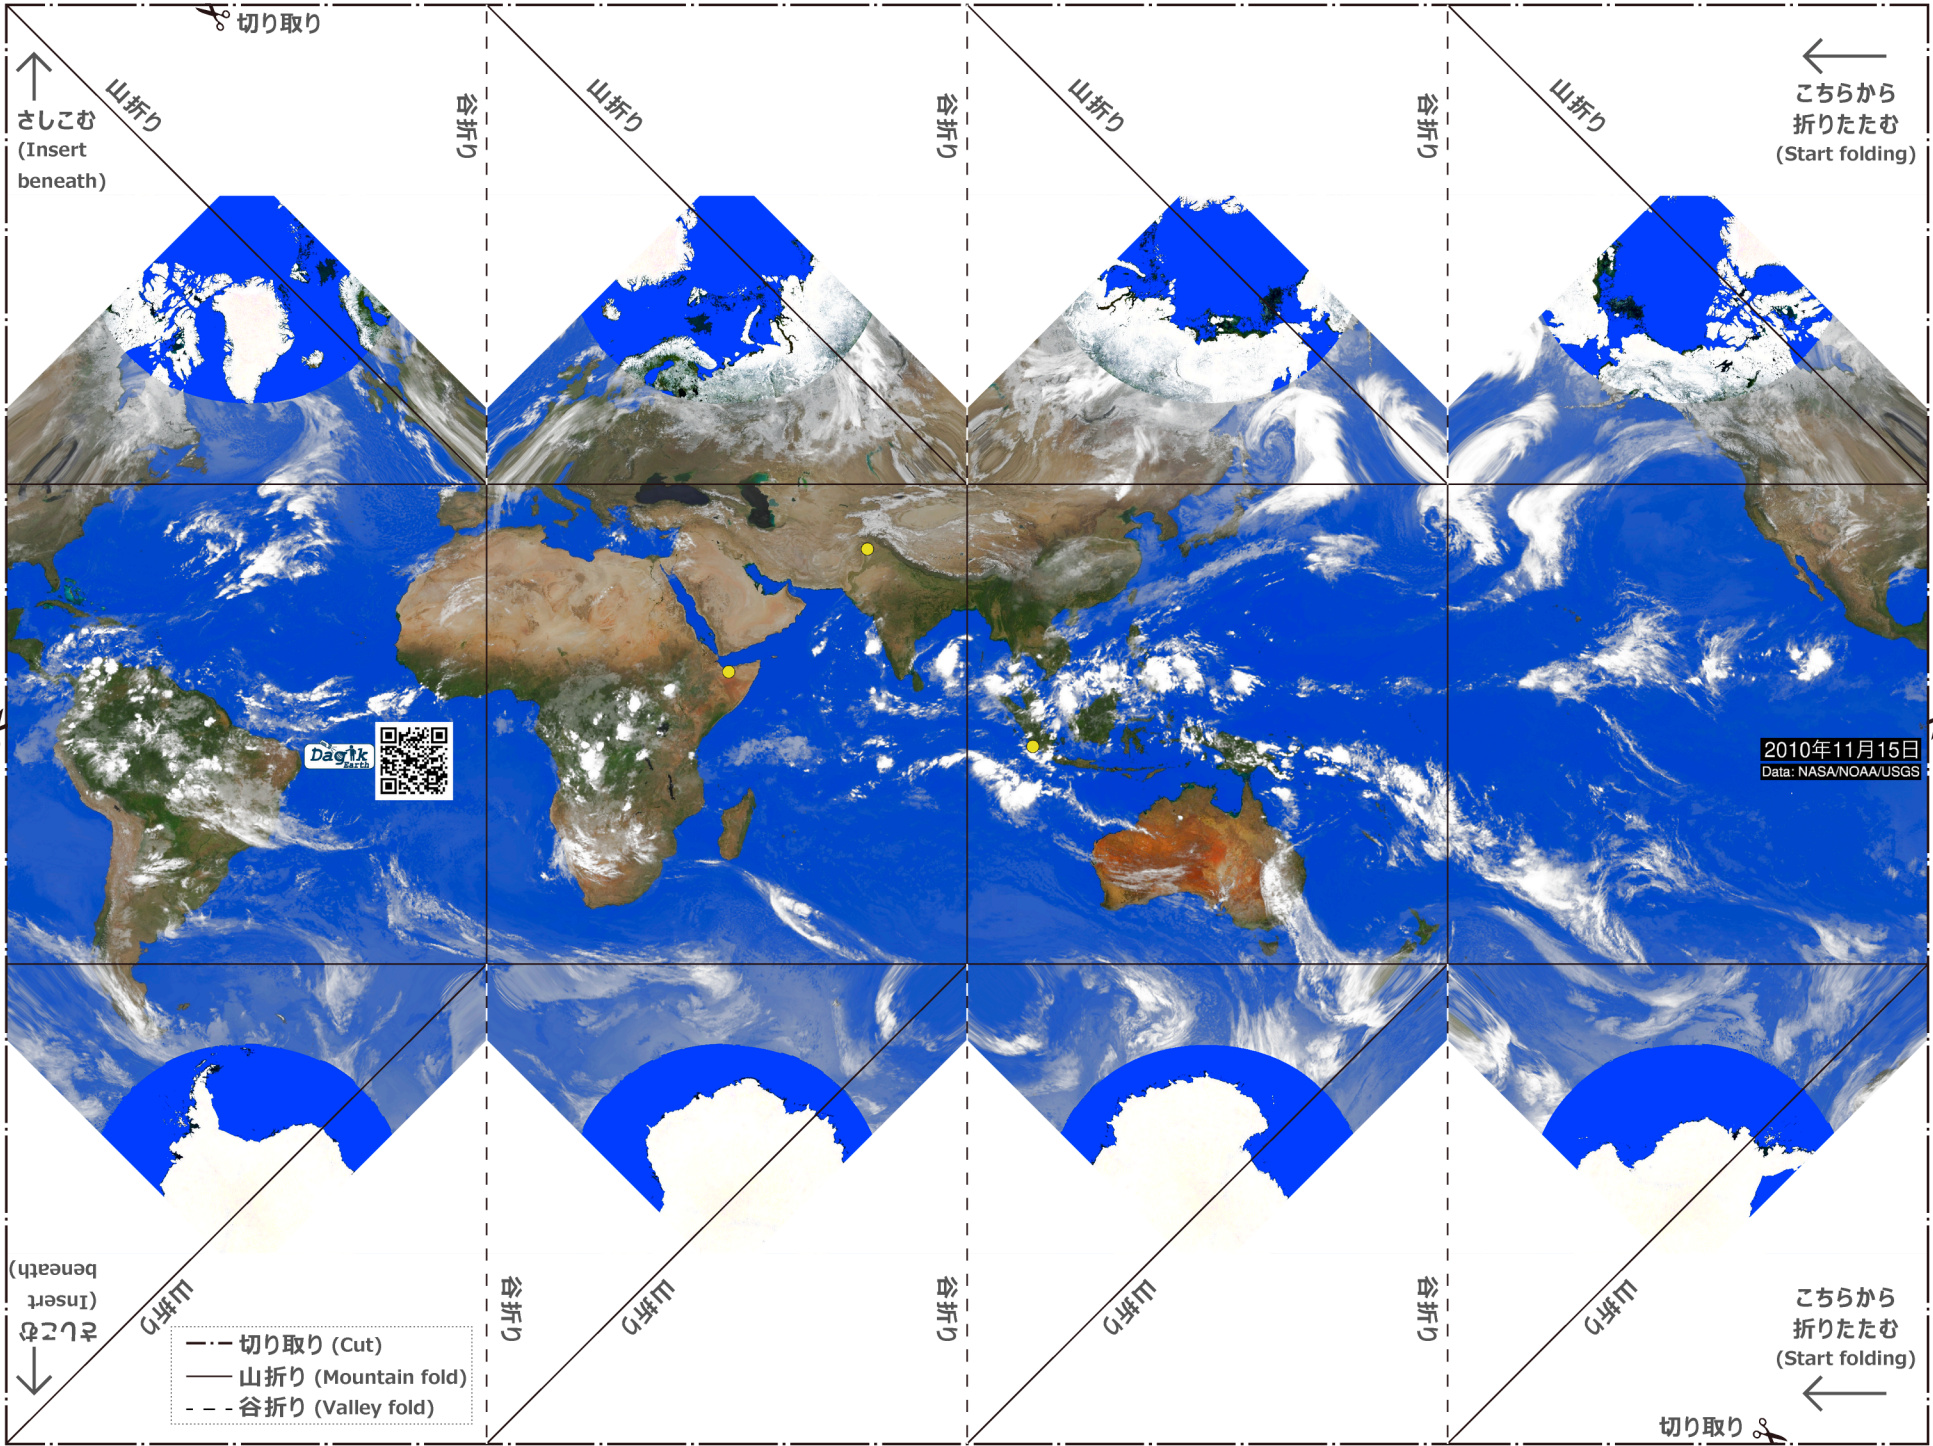 切り取り
山折り
谷折り
山折り
谷折り
山折り
谷折り
山折り
さしこむ
(Insert
beneath)
こちらから
折りたたむ
(Start folding)
Dagik
Earth
2010年11月15日
Data: NASA/NOAA/USGS
さしこむ
(Insert
beneath)
山折り
谷折り
山折り
谷折り
山折り
谷折り
山折り
切り取り (Cut)
山折り (Mountain fold)
谷折り (Valley fold)
こちらから
折りたたむ
(Start folding)
切り取り